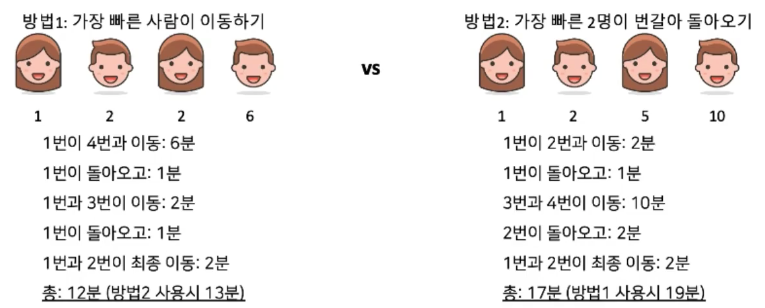 방법1: 가장 빠른 사람이 이동하기
1 2 2 6
1번이 4번과 이동: 6분
1번이 돌아오고: 1분
1번과 3번이 이동: 2분
1번이 돌아오고: 1분
1번과 2번이 최종 이동: 2분
총: 12분 (방법2 사용시 13분)
vs
방법2: 가장 빠른 2명이 번갈아 돌아오기
1 2 5 10
1번이 2번과 이동: 2분
1번이 돌아오고: 1분
3번과 4번이 이동: 10분
2번이 돌아오고: 2분
1번과 2번이 최종 이동: 2분
총: 17분 (방법1 사용시 19분)